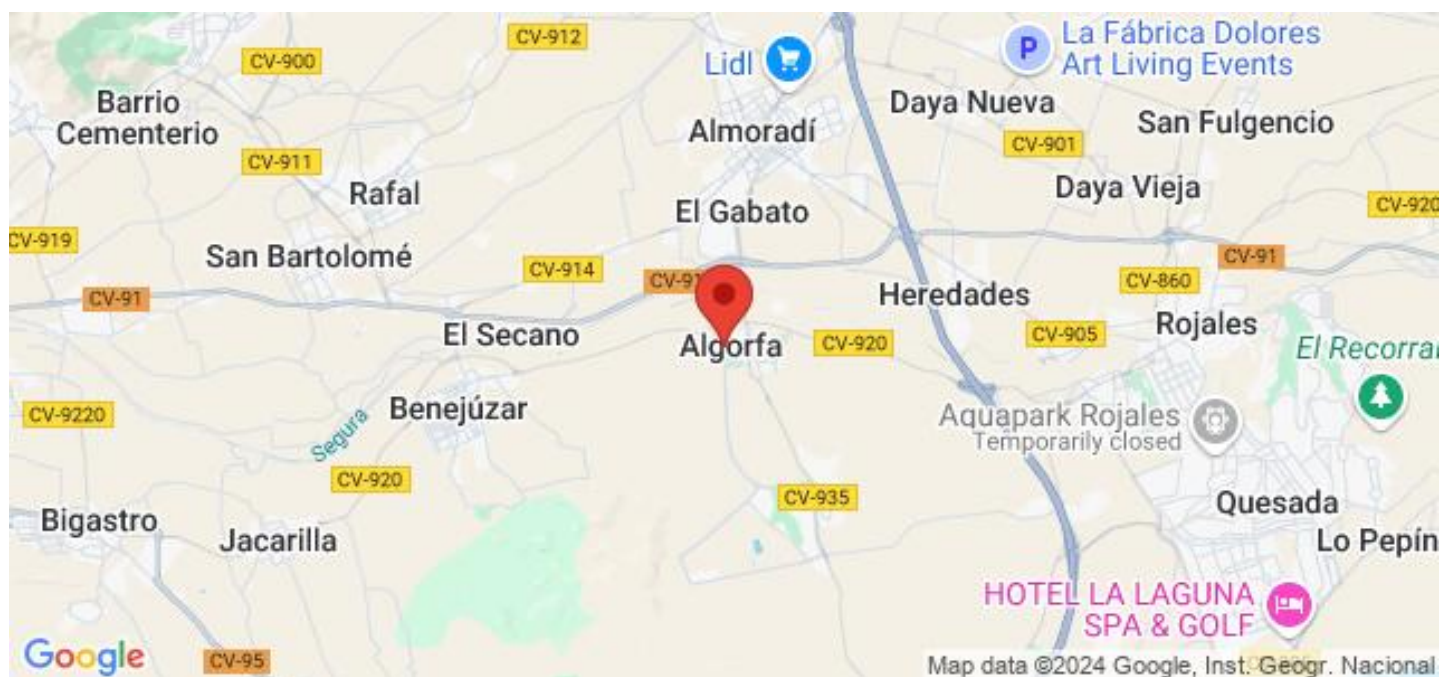 CV-912
La Fábrica Dolores
Art Living Events
P
CV-900
Lidl
Barrio
Cementerio
Almoradí
Daya Nueva
San Fulgencio
CV-901
CV-911
Rafal
Daya Vieja
El Gabato
CV-920
CV-919
San Bartolomé
CV-914
CV-91
CV-91
CV-860
CV-91
Heredades
El Secano
Algorfa
CV-920
CV-905
Rojales
El Recorral
CV-9220
Benejúzar
Aquapark Rojales
Temporarily closed
Segura
CV-920
CV-935
Quesada
Bigastro
Jacarilla
Lo Pepín
HOTEL LA LAGUNA
SPA & GOLF
Google
CV-95
Map data ©2024 Google, Inst. Geogr. Nacional